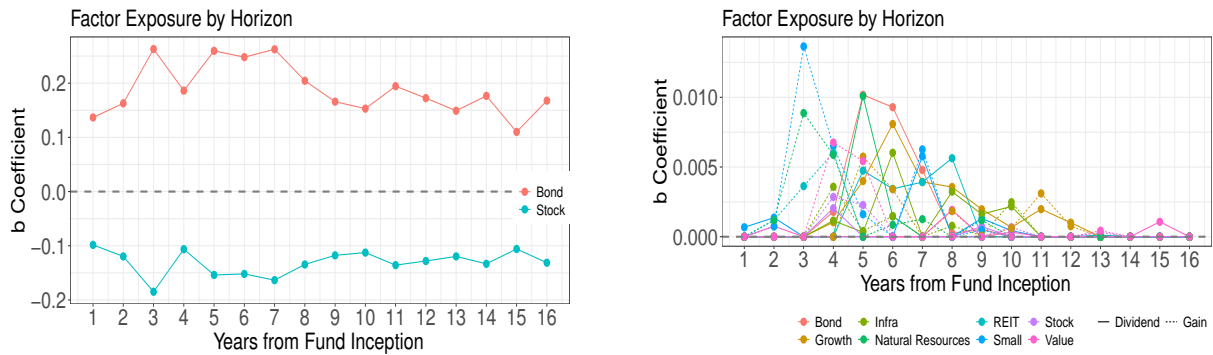 Factor Exposure by Horizon
b Coefficient
0.2
0.1
0.0
−0.1
−0.2
Bond
Stock
1 2 3 4 5 6 7 8 9 10 11 12 13 14 15 16
Years from Fund Inception
Factor Exposure by Horizon
b Coefficient
0.010
0.005
0.000
1 2 3 4 5 6 7 8 9 10 11 12 13 14 15 16
Years from Fund Inception
Bond Infra REIT Stock Dividend Gain
Growth Natural Resources Small Value